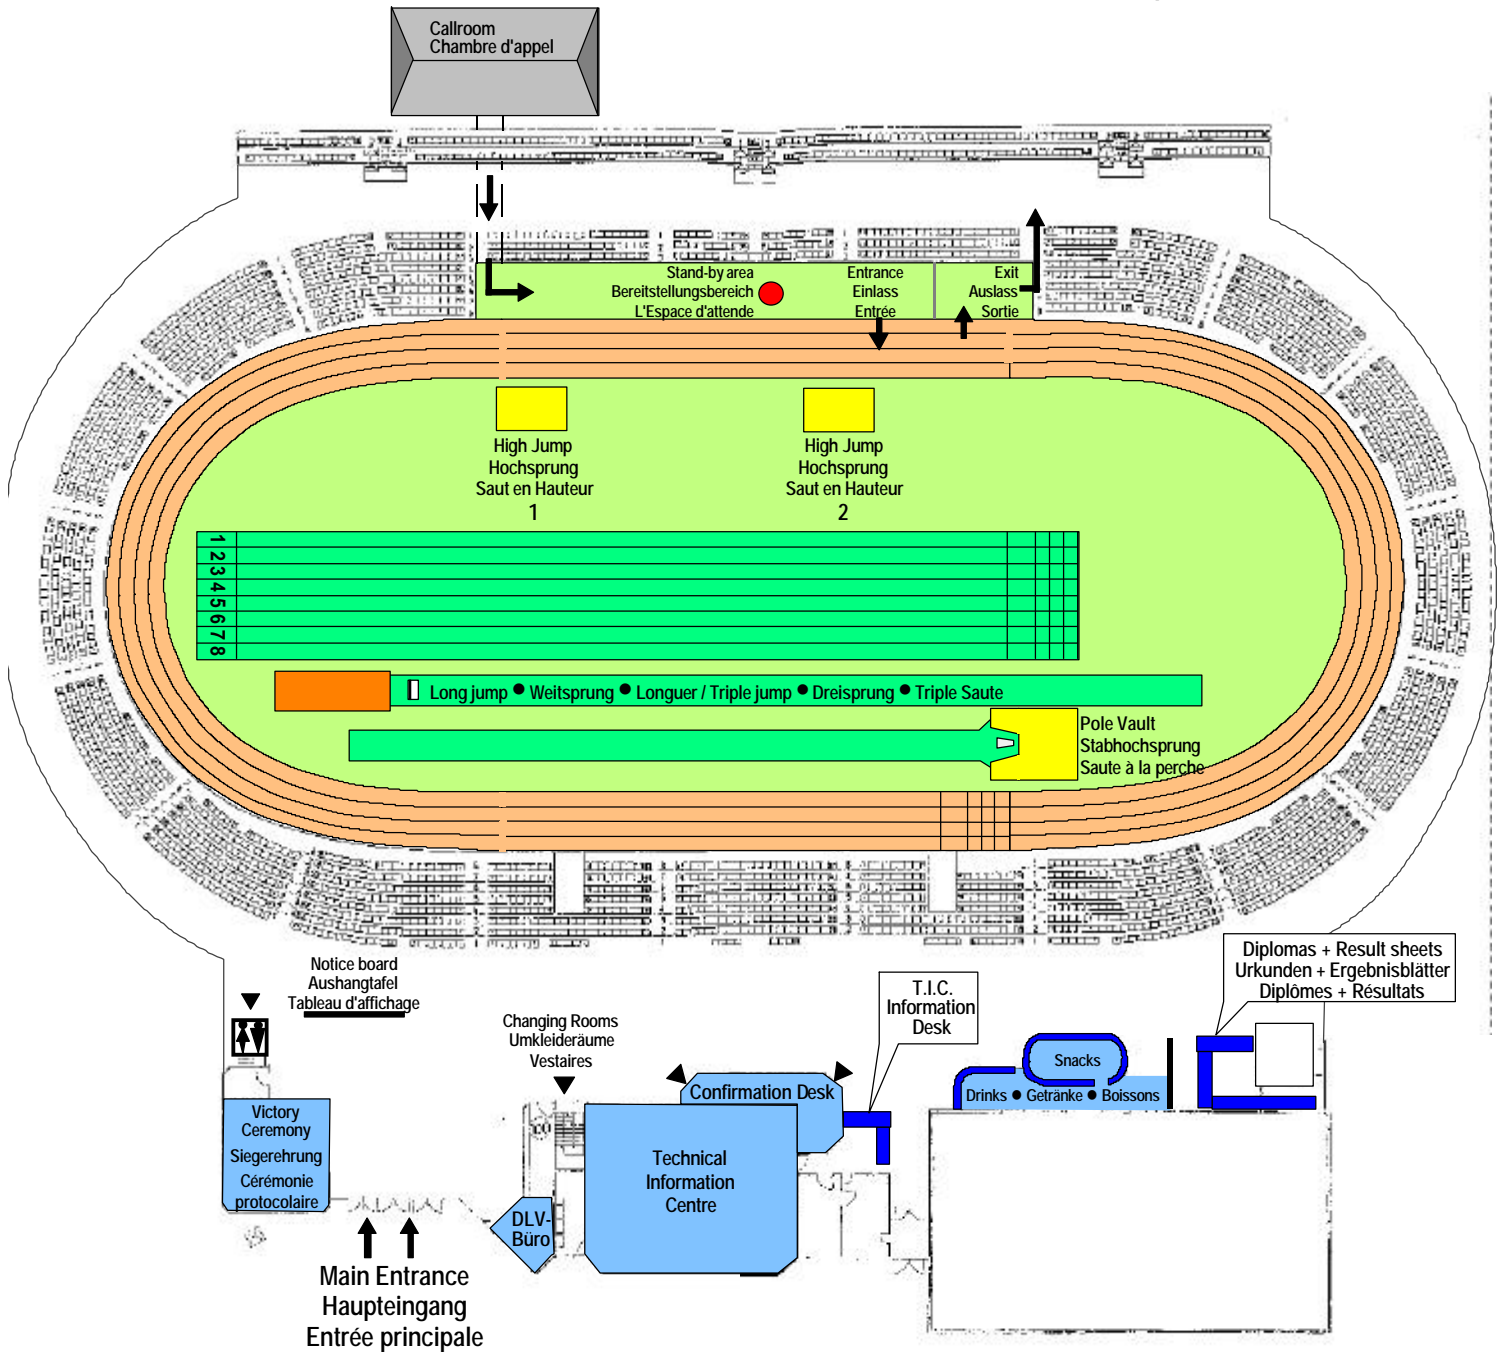 Callroom
Chambre d'appel
Stand-by area
Bereitstellungsbereich
L'Espace d'attende
Entrance
Einlass
Entrée
Exit
Auslass
Sortie
High Jump
Hochsprung
Saut en Hauteur
1
High Jump
Hochsprung
Saut en Hauteur
2
1
2
3
4
5
6
7
8
Long jump ● Weitsprung ● Longuer / Triple jump ● Dreisprung ● Triple Saute
Pole Vault
Stabhochsprung
Saute à la perche
Notice board
Aushangtafel
Tableau d'affichage
Changing Rooms
Umkleideräume
Vestiaires
T.I.C.
Information
Desk
Diplomas + Result sheets
Urkunden + Ergebnisblätter
Diplômes + Résultats
Snacks
Drinks ● Getränke ● Boissons
Confirmation Desk
Technical
Information
Centre
Victory
Ceremony
Siegerehrung
Cérémonie
protocolaire
DLV-
Büro
Main Entrance
Haupteingang
Entrée principale